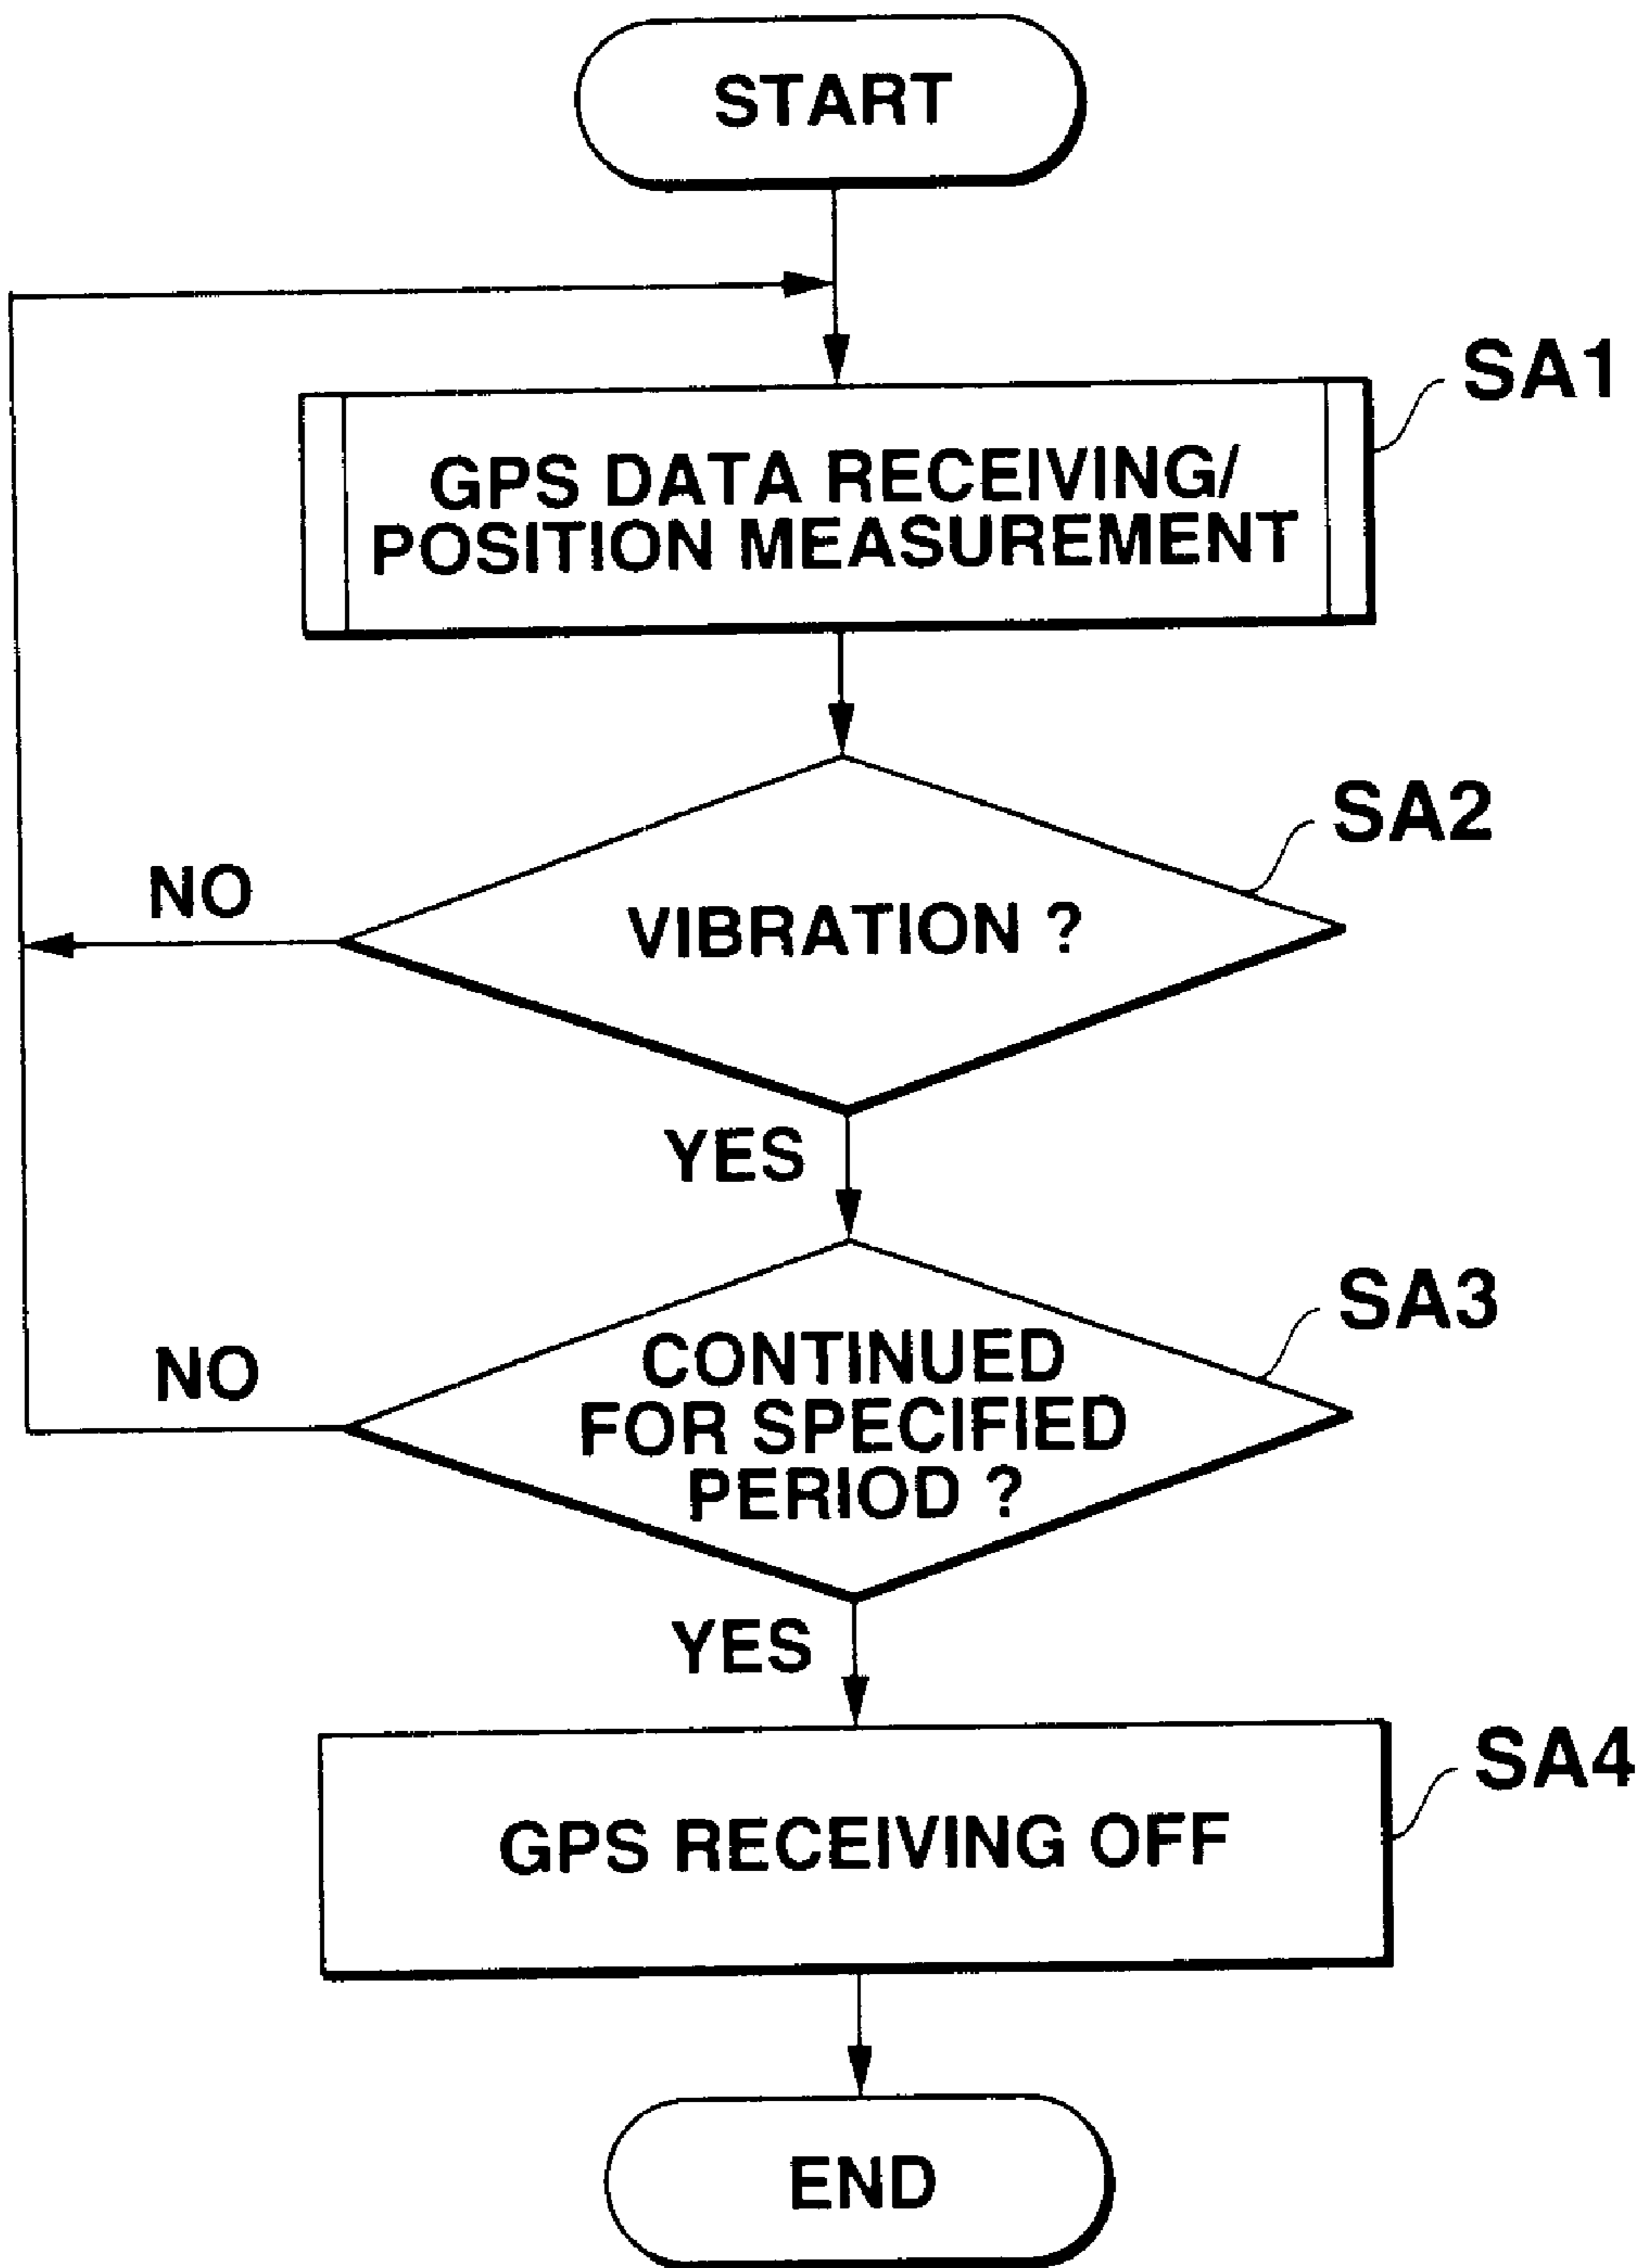 START
SA1
GPS DATA RECEIVING/
POSITION MEASUREMENT
SA2
NO
VIBRATION ?
YES
SA3
NO
CONTINUED
FOR SPECIFIED
PERIOD ?
YES
SA4
GPS RECEIVING OFF
END